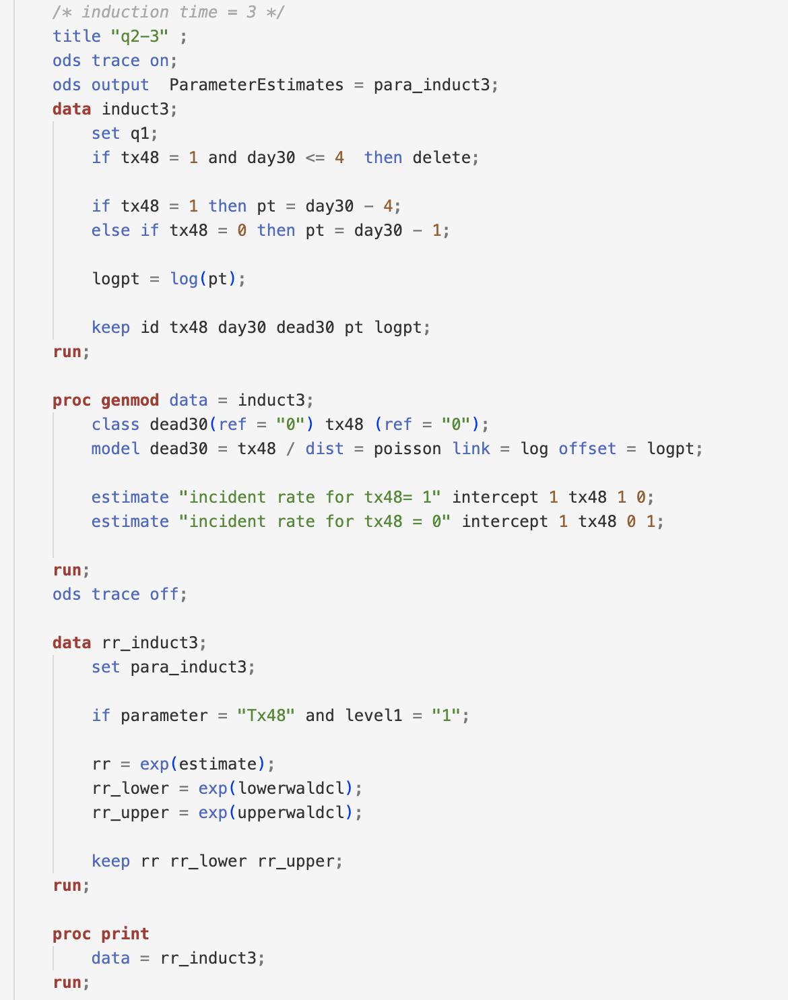 /* induction time = 3 */
title "q2-3" ;
ods trace on;
ods output  ParameterEstimates = para_induct3;
data induct3;
    set q1;
    if tx48 = 1 and day30 <= 4  then delete;

    if tx48 = 1 then pt = day30 - 4;
    else if tx48 = 0 then pt = day30 - 1;

    logpt = log(pt);

    keep id tx48 day30 dead30 pt logpt;
run;

proc genmod data = induct3;
    class dead30(ref = "0") tx48 (ref = "0");
    model dead30 = tx48 / dist = poisson link = log offset = logpt;

    estimate "incident rate for tx48= 1" intercept 1 tx48 1 0;
    estimate "incident rate for tx48 = 0" intercept 1 tx48 0 1;

run;
ods trace off;

data rr_induct3;
    set para_induct3;

    if parameter = "Tx48" and level1 = "1";

    rr = exp(estimate);
    rr_lower = exp(lowerwaldcl);
    rr_upper = exp(upperwaldcl);

    keep rr rr_lower rr_upper;
run;

proc print
    data = rr_induct3;
run;